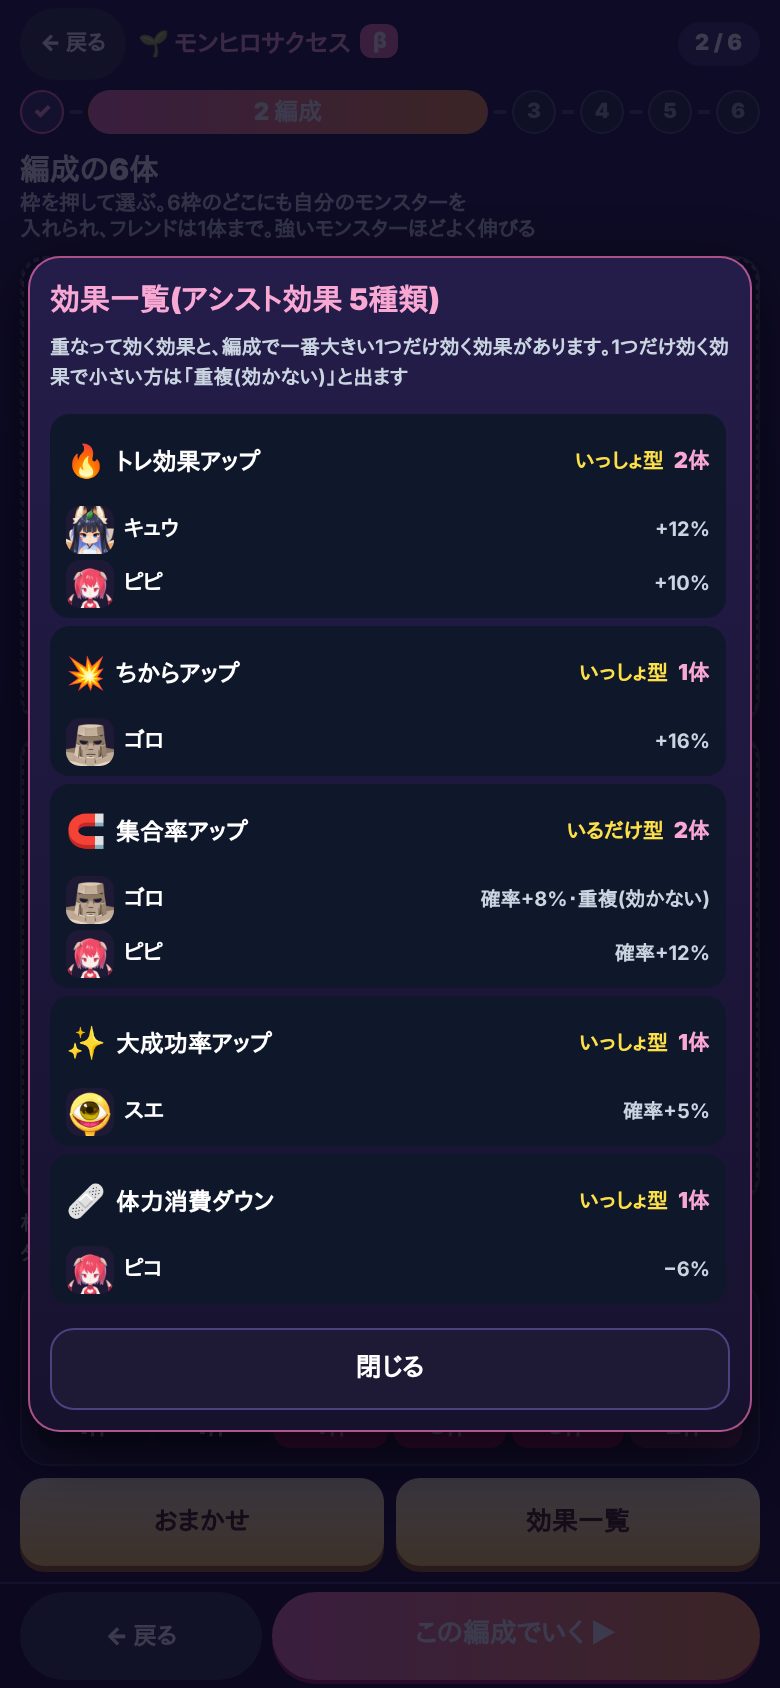 ← 戻る
🌱 モンヒロサクセス β
2 / 6
✓
2 編成
3
4
5
6
編成の6体
枠を押して選ぶ。6枠のどこにも自分のモンスターを
入れられ、フレンドは1体まで。強いモンスターほどよく伸びる
効果一覧(アシスト効果 5種類)
重なって効く効果と、編成で一番大きい1つだけ効く効果があります。1つだけ効く効
果で小さい方は「重複(効かない)」と出ます
トレ効果アップ いっしょ型 2体
キュウ +12%
ピピ +10%
ちからアップ いっしょ型 1体
ゴロ +16%
集合率アップ いるだけ型 2体
ゴロ 確率+8%・重複(効かない)
ピピ 確率+12%
大成功率アップ いっしょ型 1体
スエ 確率+5%
体力消費ダウン いっしょ型 1体
ピコ −6%
閉じる
おまかせ
効果一覧
← 戻る
この編成でいく ▶